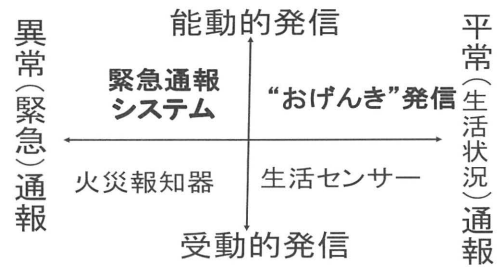 能動的発信
異常（緊急）通報
緊急通報
システム
“おげんき”発信
平常（生活状況）通報
火災報知器
生活センサー
受動的発信